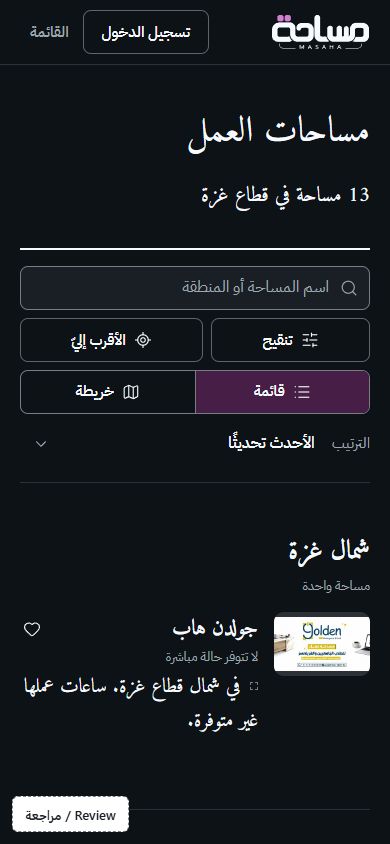 مساحة
MASAHA
تسجيل الدخول
القائمة
مساحات العمل
13 مساحة في قطاع غزة
اسم المساحة أو المنطقة
تنقيح
الأقرب إليّ
قائمة
خريطة
الترتيب الأحدث تحديثًا
شمال غزة
مساحة واحدة
golden
جولدن هاب
لا تتوفر حالة مباشرة
في شمال قطاع غزة. ساعات عملها
غير متوفرة.
Review / مراجعة